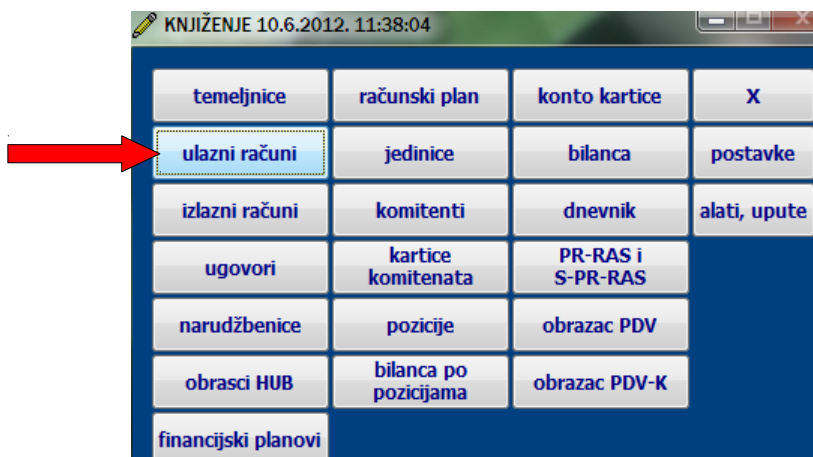 KNJIŽENJE 10.6.2012. 11:38:04
temeljnice
računski plan
konto kartice
X
ulazni računi
jedinice
bilanca
postavke
izlazni računi
komitenti
dnevnik
alati, upute
ugovori
kartice
komitenata
PR-RAS i
S-PR-RAS
narudžbenice
pozicije
obrazac PDV
obrasci HUB
bilanca po
pozicijama
obrazac PDV-K
financijski planovi